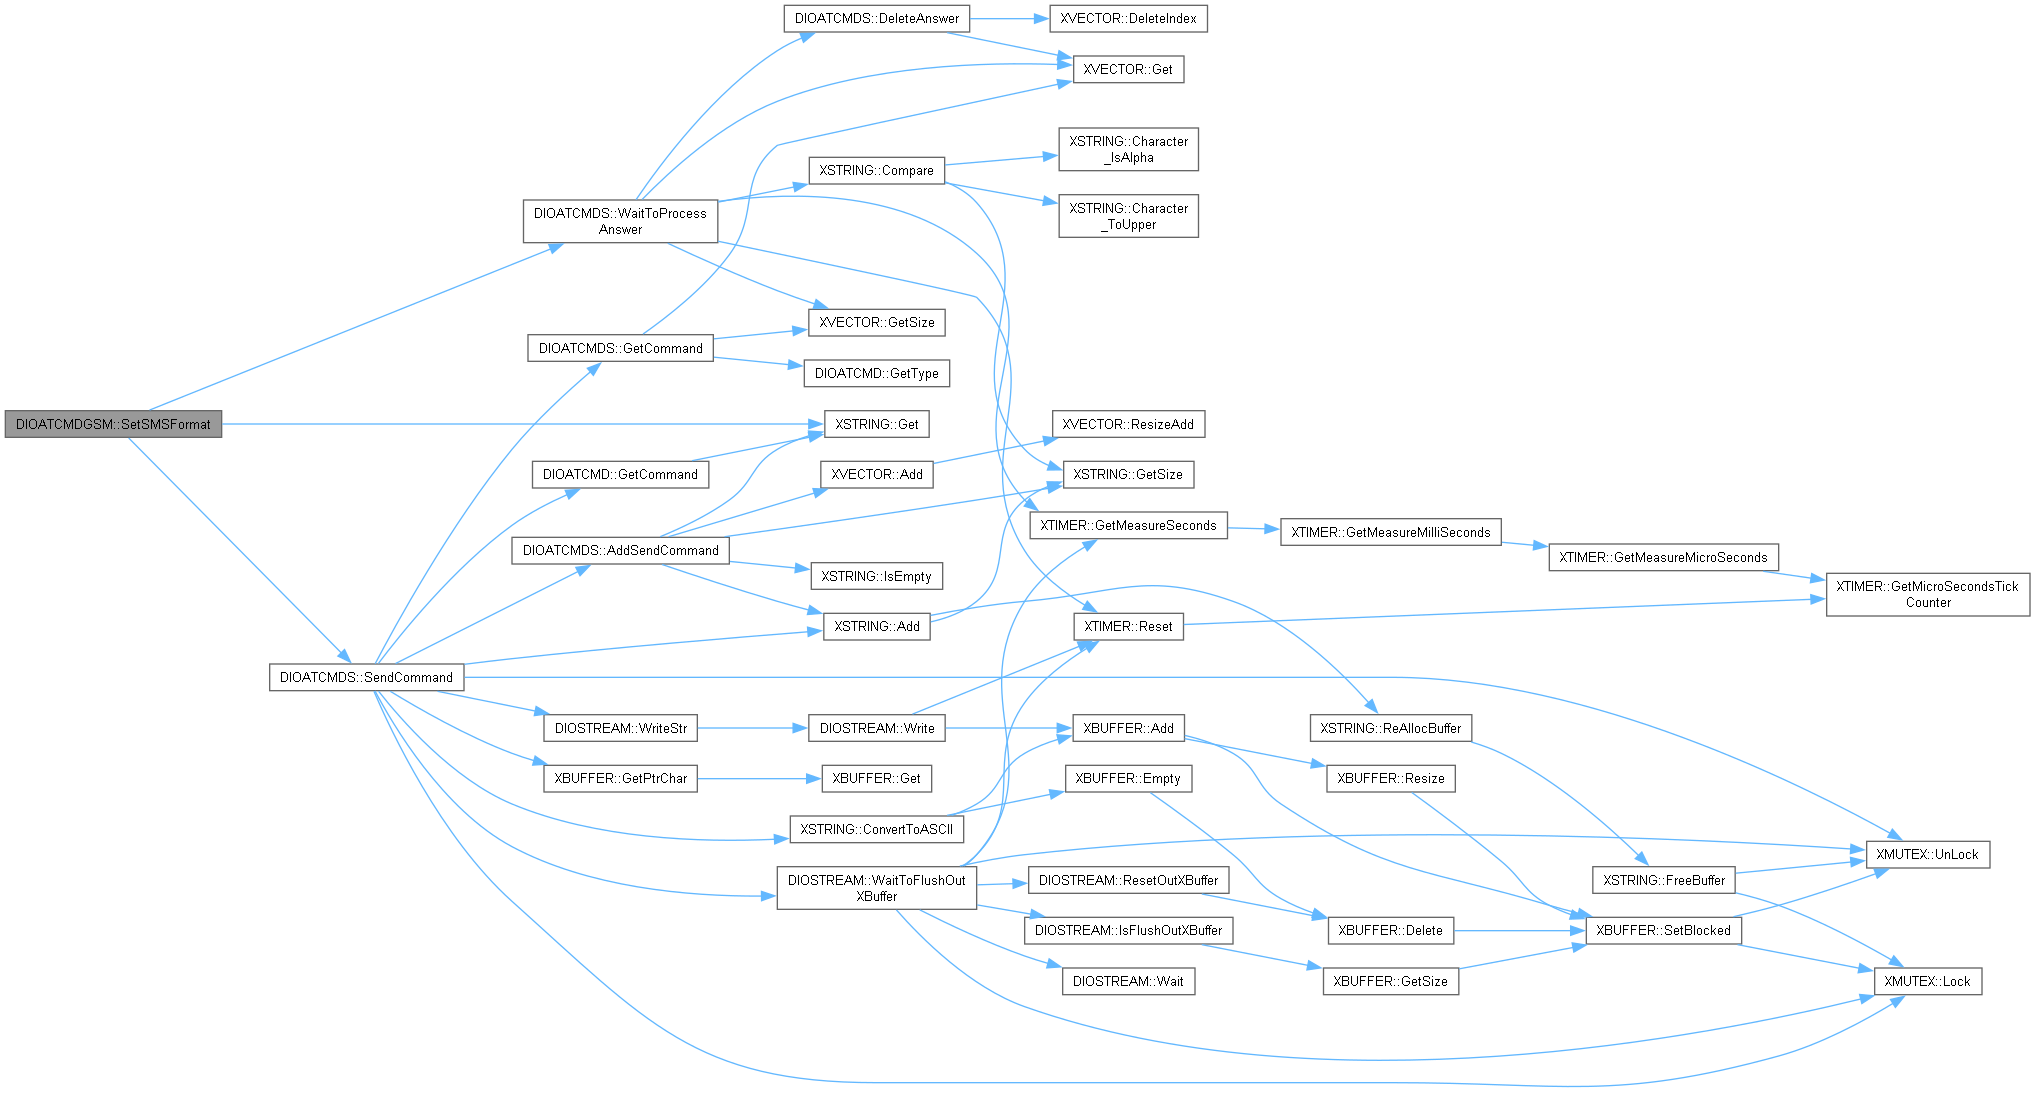 DIOATCMDS::DeleteAnswer
XVECTOR::DeleteIndex
XVECTOR::Get
XSTRING::Character
_IsAlpha
XSTRING::Compare
XSTRING::Character
_ToUpper
DIOATCMDS::WaitToProcess
Answer
XVECTOR::GetSize
DIOATCMDS::GetCommand
DIOATCMD::GetType
DIOATCMDGSM::SetSMSFormat
XSTRING::Get
XVECTOR::ResizeAdd
DIOATCMD::GetCommand
XVECTOR::Add
XSTRING::GetSize
XTIMER::GetMeasureSeconds
XTIMER::GetMeasureMilliSeconds
DIOATCMDS::AddSendCommand
XTIMER::GetMeasureMicroSeconds
XSTRING::IsEmpty
XTIMER::GetMicroSecondsTick
Counter
XSTRING::Add
XTIMER::Reset
DIOATCMDS::SendCommand
DIOSTREAM::WriteStr
DIOSTREAM::Write
XBUFFER::Add
XSTRING::ReAllocBuffer
XBUFFER::GetPtrChar
XBUFFER::Get
XBUFFER::Empty
XBUFFER::Resize
XSTRING::ConvertToASCII
XMUTEX::UnLock
DIOSTREAM::WaitToFlushOut
XBuffer
DIOSTREAM::ResetOutXBuffer
XSTRING::FreeBuffer
DIOSTREAM::IsFlushOutXBuffer
XBUFFER::Delete
XBUFFER::SetBlocked
DIOSTREAM::Wait
XBUFFER::GetSize
XMUTEX::Lock